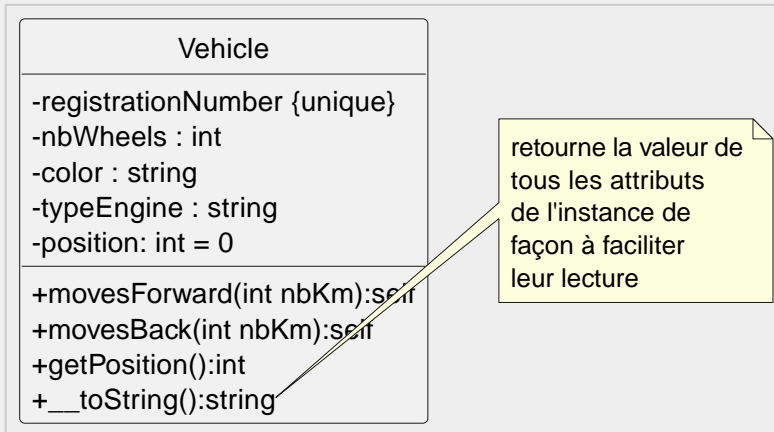 Vehicle
-registrationNumber {unique}
-nbWheels : int
-color : string
-typeEngine : string
-position: int = 0
+movesForward(int nbKm):self
+movesBack(int nbKm):self
+getPosition():int
+__toString():string
retourne la valeur de
tous les attributs
de l'instance de
façon à faciliter
leur lecture